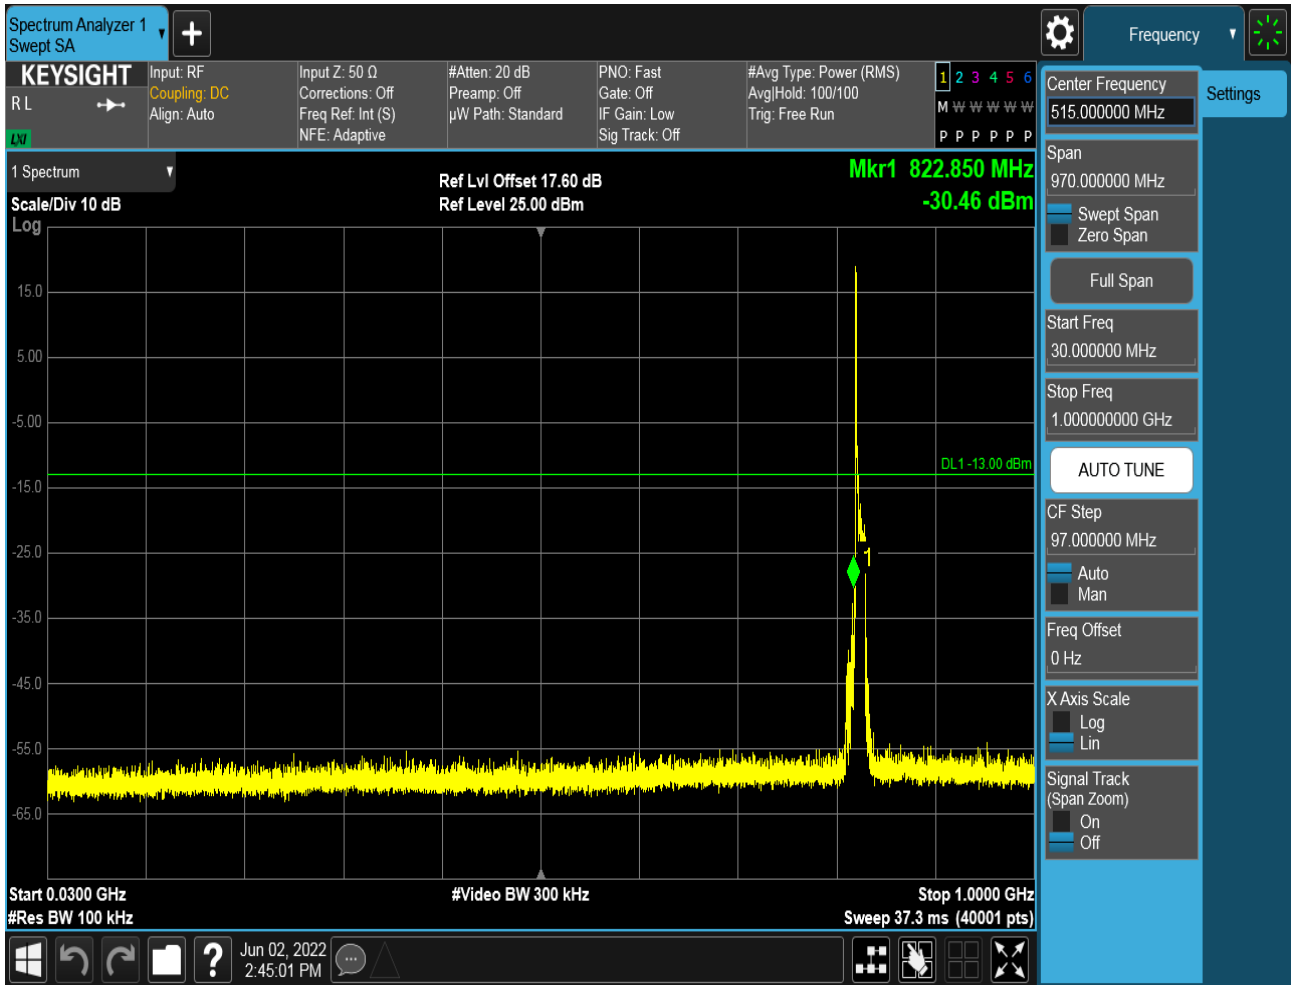 Spectrum Analyzer 1
Swept SA
Frequency
KEYSIGHT
R L
LXI
Input: RF
Coupling: DC
Align: Auto
Input Z: 50 Ω
Corrections: Off
Freq Ref: Int (S)
NFE: Adaptive
#Atten: 20 dB
Preamp: Off
µW Path: Standard
PNO: Fast
Gate: Off
IF Gain: Low
Sig Track: Off
#Avg Type: Power (RMS)
Avg|Hold: 100/100
Trig: Free Run
1 2 3 4 5 6
M W W W W W
P P P P P P
1 Spectrum
Scale/Div 10 dB
Log
Ref Lvl Offset 17.60 dB
Ref Level 25.00 dBm
Mkr1 822.850 MHz
-30.46 dBm
15.0
5.00
-5.00
-15.0
-25.0
-35.0
-45.0
-55.0
-65.0
DL1 -13.00 dBm
Start 0.0300 GHz
#Res BW 100 kHz
#Video BW 300 kHz
Stop 1.0000 GHz
Sweep 37.3 ms (40001 pts)
Center Frequency
515.000000 MHz
Settings
Span
970.000000 MHz
Swept Span
Zero Span
Full Span
Start Freq
30.000000 MHz
Stop Freq
1.000000000 GHz
AUTO TUNE
CF Step
97.000000 MHz
Auto
Man
Freq Offset
0 Hz
X Axis Scale
Log
Lin
Signal Track
(Span Zoom)
On
Off
?
Jun 02, 2022
2:45:01 PM